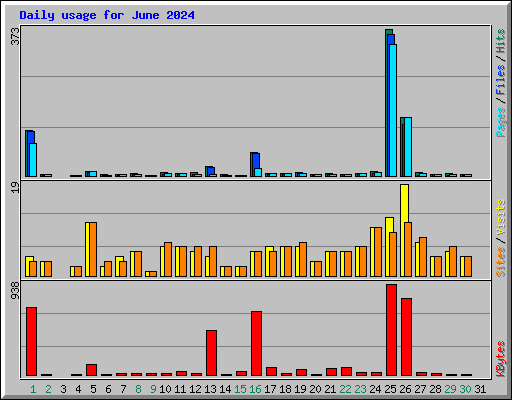 Daily usage for June 2024
373
Pages / Files / Hits
19
Sites / Visits
938
KBytes
1 2 3 4 5 6 7 8 9 10 11 12 13 14 15 16 17 18 19 20 21 22 23 24 25 26 27 28 29 30 31